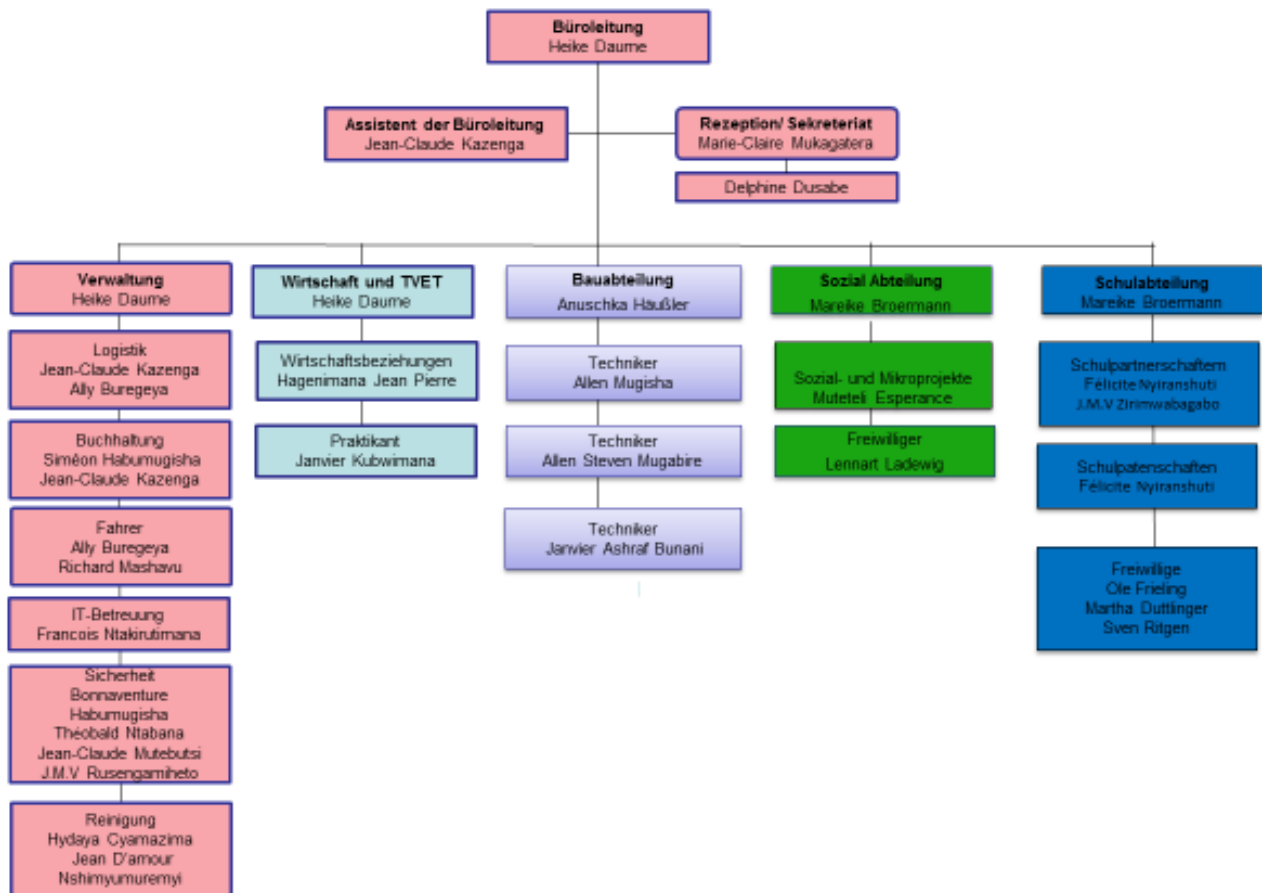 Büroleitung
Heike Daume
Assistent der Büroleitung
Jean-Claude Kazenga
Rezeption/ Sekreteriat
Marie-Claire Mukagatera
Delphine Dusabe
Verwaltung
Heike Daume
Logistik
Jean-Claude Kazenga
Ally Buregeya
Buchhaltung
Siméon Habumugisha
Jean-Claude Kazenga
Fahrer
Ally Buregeya
Richard Mashavu
IT-Betreuung
Francois Ntakirutimana
Sicherheit
Bonnaventure
Habumugisha
Théobald Ntabana
Jean-Claude Mutebutsi
J.M.V Rusengamiheto
Reinigung
Hydaya Cyamazima
Jean D'amour
Nshimyumuremyi
Wirtschaft und TVET
Heike Daume
Wirtschaftsbeziehungen
Hagenimana Jean Pierre
Praktikant
Janvier Kubwimana
Bauabteilung
Anuschka Häußler
Techniker
Allen Mugisha
Techniker
Allen Steven Mugabire
Techniker
Janvier Ashraf Bunani
Sozial Abteilung
Mareike Broermann
Sozial- und Mikroprojekte
Muteteli Esperance
Freiwilliger
Lennart Ladewig
Schulabteilung
Mareike Broermann
Schulpartnerschaftern
Félicite Nyiranshuti
J.M.V Zirimwabagabo
Schulpatenschaften
Félicite Nyiranshuti
Freiwillige
Ole Frieling
Martha Duttlinger
Sven Ritgen